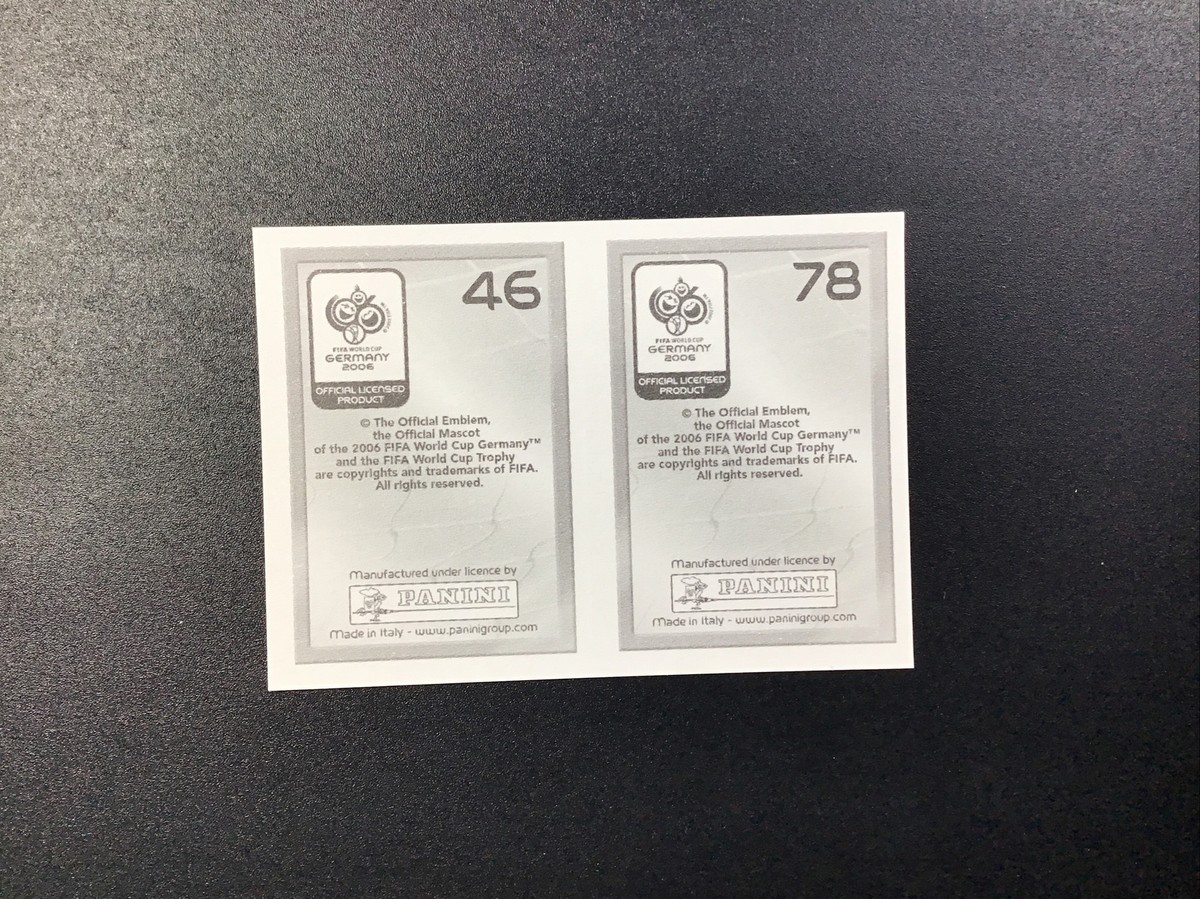 46
FIFA WORLD CUP
GERMANY
2006
OFFICIAL LICENSED
PRODUCT
© The Official Emblem,
the Official Mascot
of the 2006 FIFA World Cup Germany™
and the FIFA World Cup Trophy
are copyrights and trademarks of FIFA.
All rights reserved.
Manufactured under licence by
PANINI
Made in Italy - www.paninigroup.com
78
FIFA WORLD CUP
GERMANY
2006
OFFICIAL LICENSED
PRODUCT
© The Official Emblem,
the Official Mascot
of the 2006 FIFA World Cup Germany™
and the FIFA World Cup Trophy
are copyrights and trademarks of FIFA.
All rights reserved.
Manufactured under licence by
PANINI
Made in Italy - www.paninigroup.com